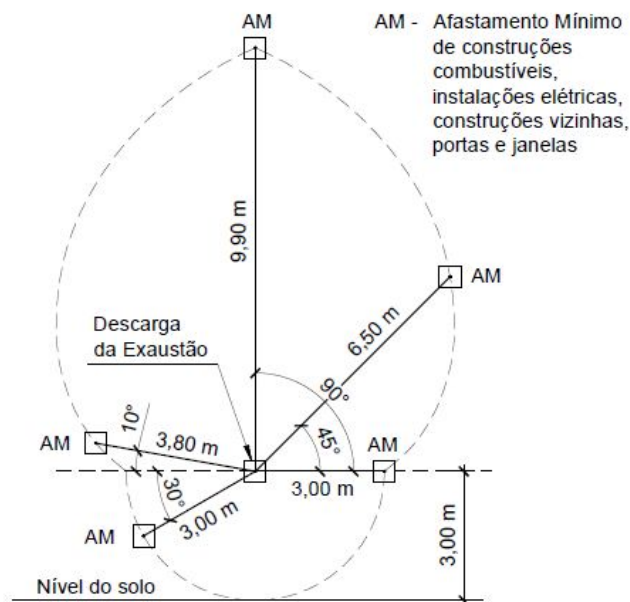 AM
AM - Afastamento Mínimo
de construções
combustíveis,
instalações elétricas,
construções vizinhas,
portas e janelas
9,90 m
AM
6,50 m
Descarga
da Exaustão
90°
45°
10°
AM
3,80 m
AM
30°
3,00 m
3,00 m
AM
3,00 m
Nível do solo